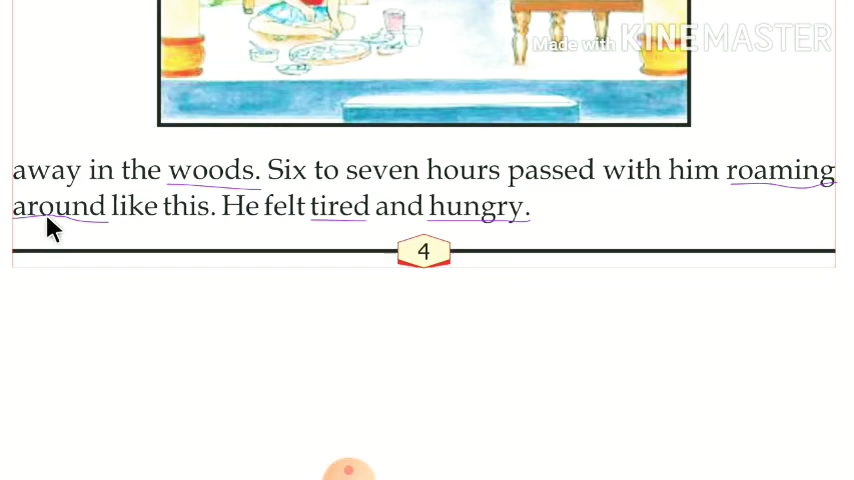 Made with KINEMASTER
away in the woods. Six to seven hours passed with him roaming
around like this. He felt tired and hungry.
4